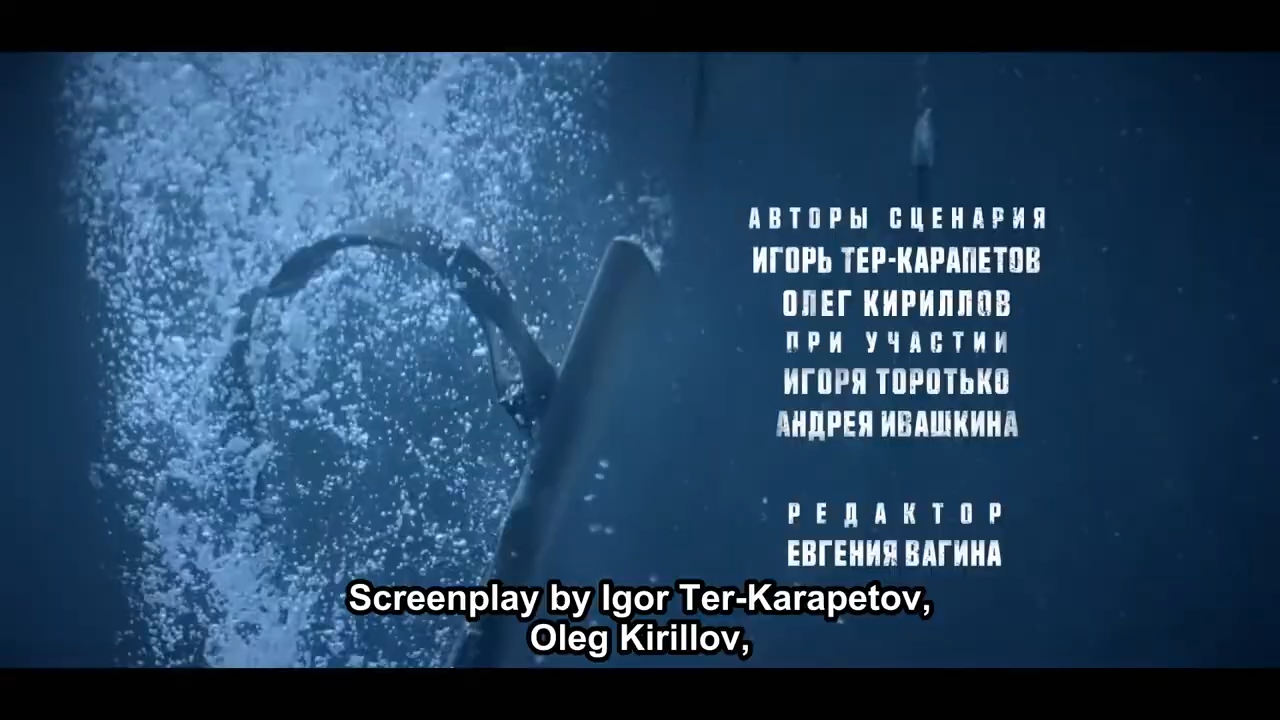 АВТОРЫ СЦЕНАРИЯ
ИГОРЬ ТЕР-КАРАПЕТОВ
ОЛЕГ КИРИЛЛОВ
ПРИ УЧАСТИИ
ИГОРЯ ТОРОТЬКО
АНДРЕЯ ИВАШКИНА
РЕДАКТОР
ЕВГЕНИЯ ВАГИНА
Screenplay by Igor Ter-Karapetov,
Oleg Kirillov,